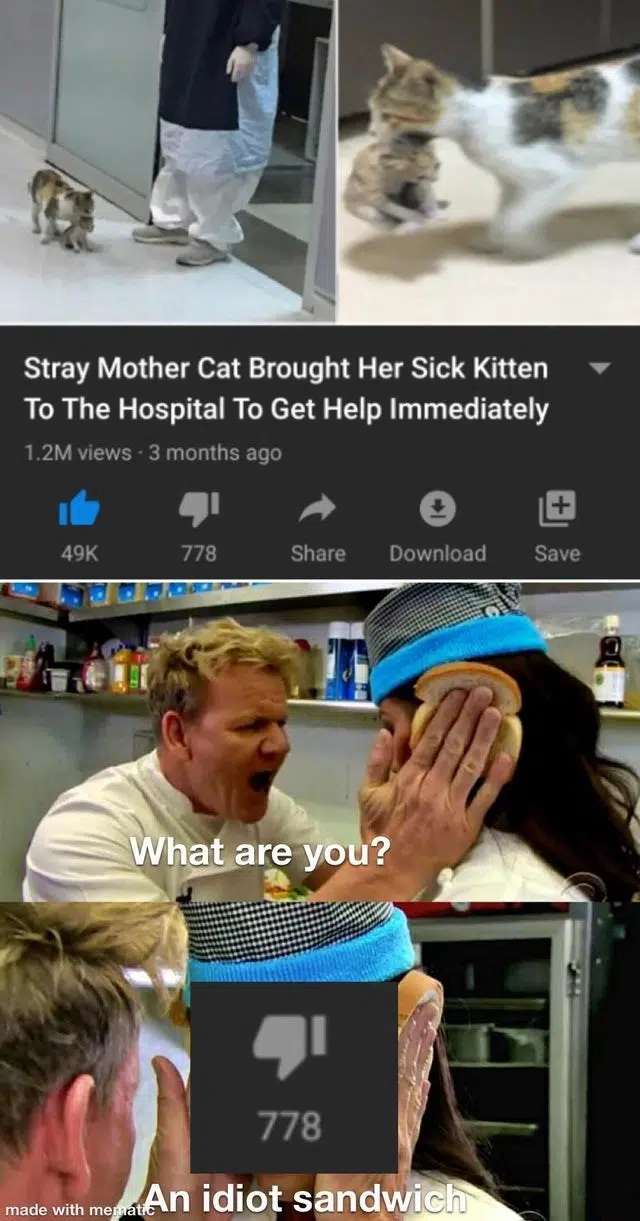 Stray Mother Cat Brought Her Sick Kitten
To The Hospital To Get Help Immediately
1.2M views · 3 months ago
49K 778 Share Download Save
What are you?
778
An idiot sandwich
made with mematic